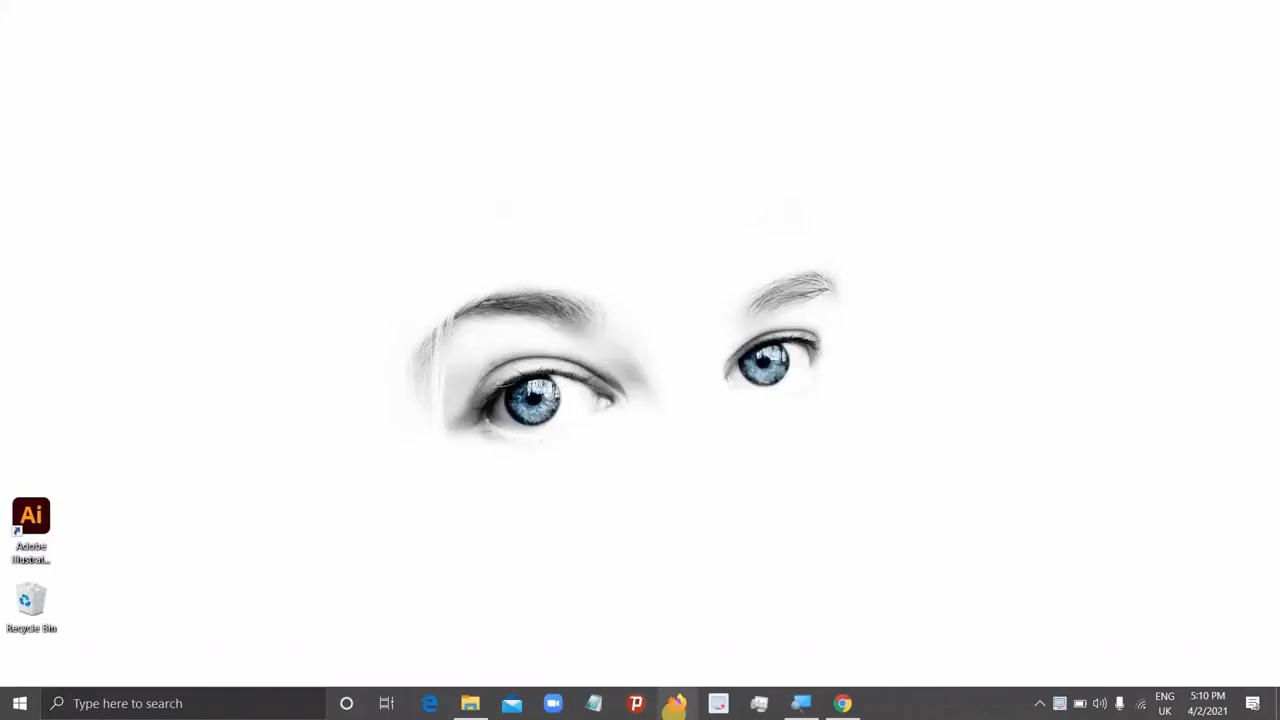 Ai
Adobe
Illustrat...
Recycle Bin
Type here to search
ENG
UK
5:10 PM
4/2/2021